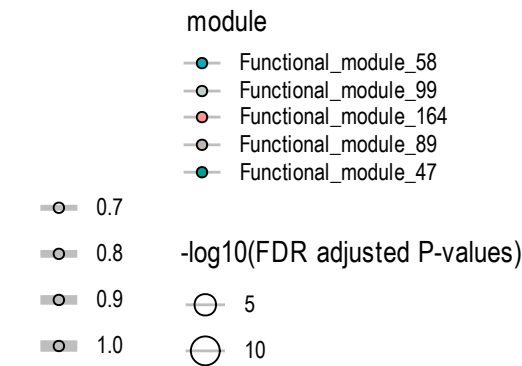 module
Functional_module_58
Functional_module_99
Functional_module_164
Functional_module_89
Functional_module_47
0.7
0.8
0.9
1.0
-log10(FDR adjusted P-values)
5
10